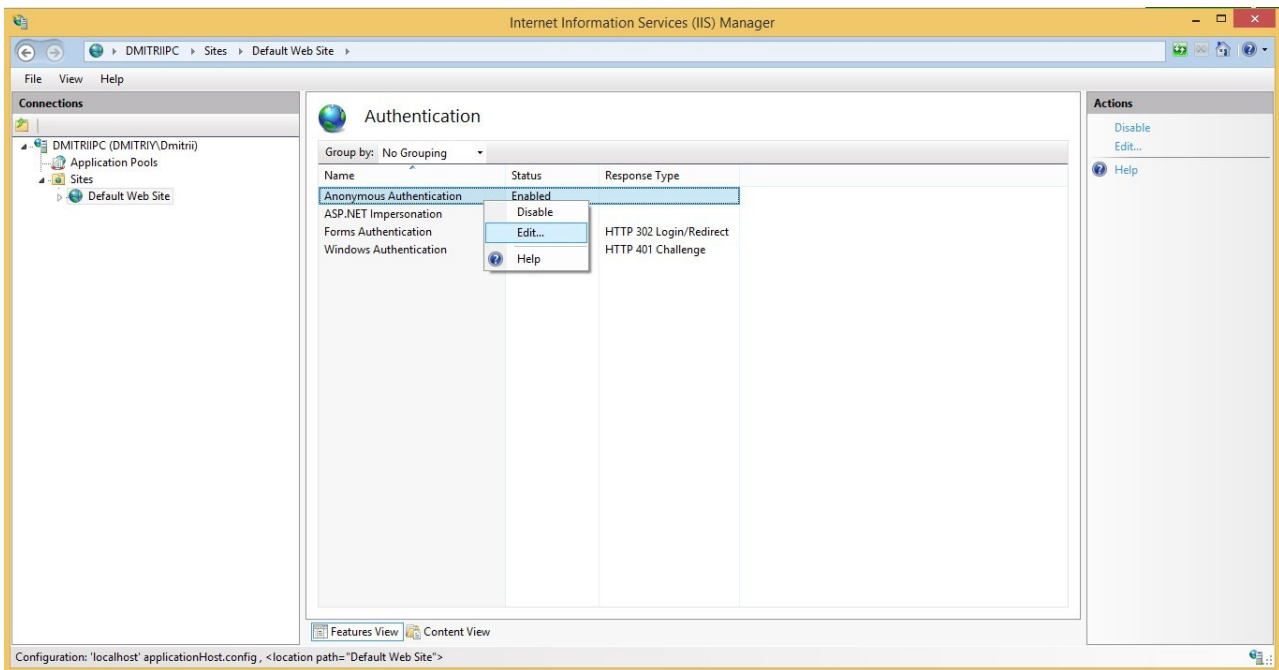 Internet Information Services (IIS) Manager
DMITRIIPC Sites Default Web Site
File View Help
Connections
DMITRIIPC (DMITRIY\Dmitrii)
Application Pools
Sites
Default Web Site
Authentication
Group by: No Grouping
Name Status Response Type
Anonymous Authentication Enabled
ASP.NET Impersonation
Forms Authentication HTTP 302 Login/Redirect
Windows Authentication HTTP 401 Challenge
Disable
Edit...
Help
Features View Content View
Actions
Disable
Edit...
Help
Configuration: 'localhost' applicationHost.config , <location path="Default Web Site">